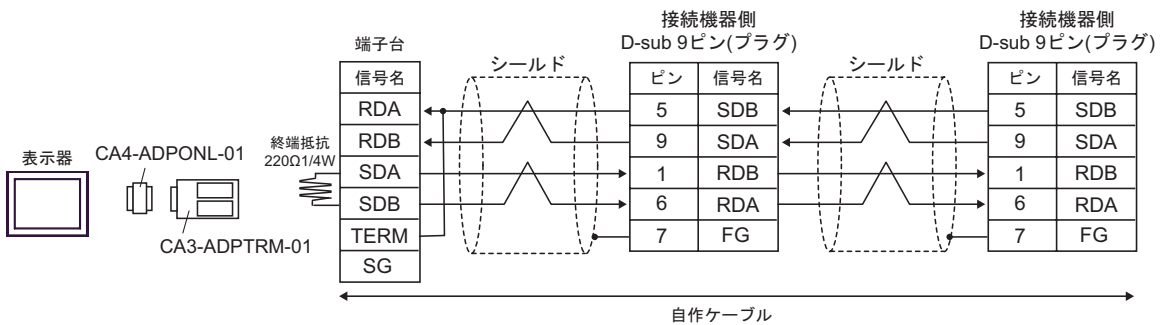 接続機器側
D-sub 9ピン(プラグ)
接続機器側
D-sub 9ピン(プラグ)
端子台
シールド
シールド
信号名
ピン 信号名
ピン 信号名
RDA
5 SDB
5 SDB
RDB
9 SDA
9 SDA
SDA
1 RDB
1 RDB
SDB
6 RDA
6 RDA
TERM
7 FG
7 FG
SG
終端抵抗
220Ω1/4W
表示器
CA4-ADPONL-01
CA3-ADPTRM-01
自作ケーブル